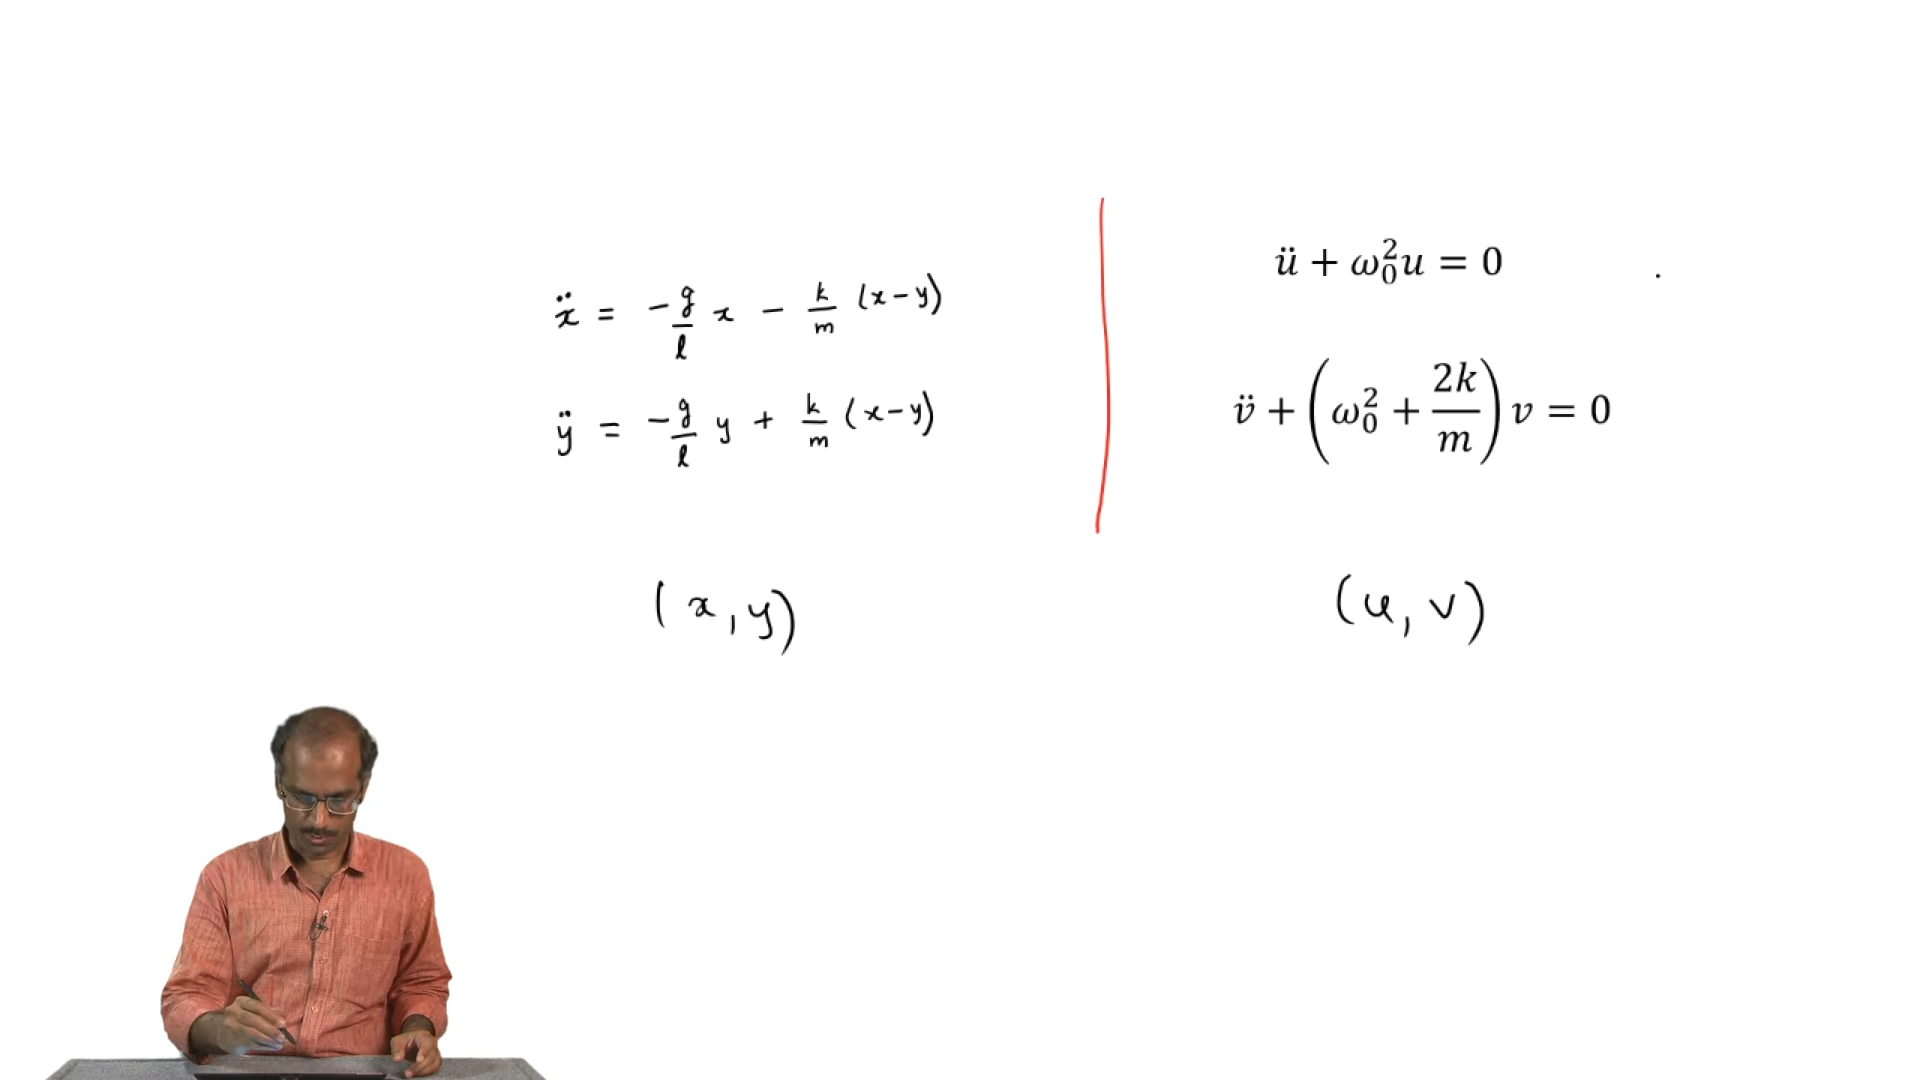 ẍ = -g/l x - k/m (x-y)
ÿ = -g/l y + k/m (x-y)
(x, y)
ü + ω₀²u = 0
v̈ + (ω₀² + 2k/m) v = 0
(u, v)